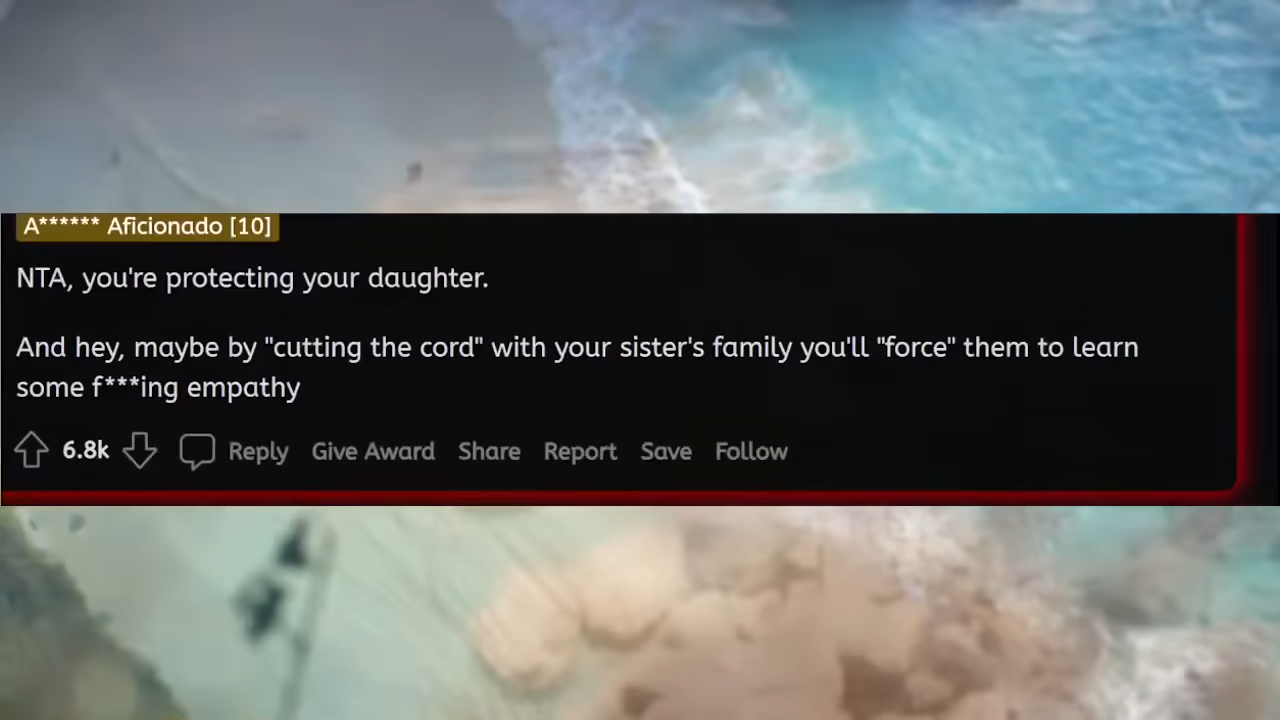 A****** Aficionado [10]
NTA, you're protecting your daughter.
And hey, maybe by "cutting the cord" with your sister's family you'll "force" them to learn
some f***ing empathy
6.8k Reply Give Award Share Report Save Follow